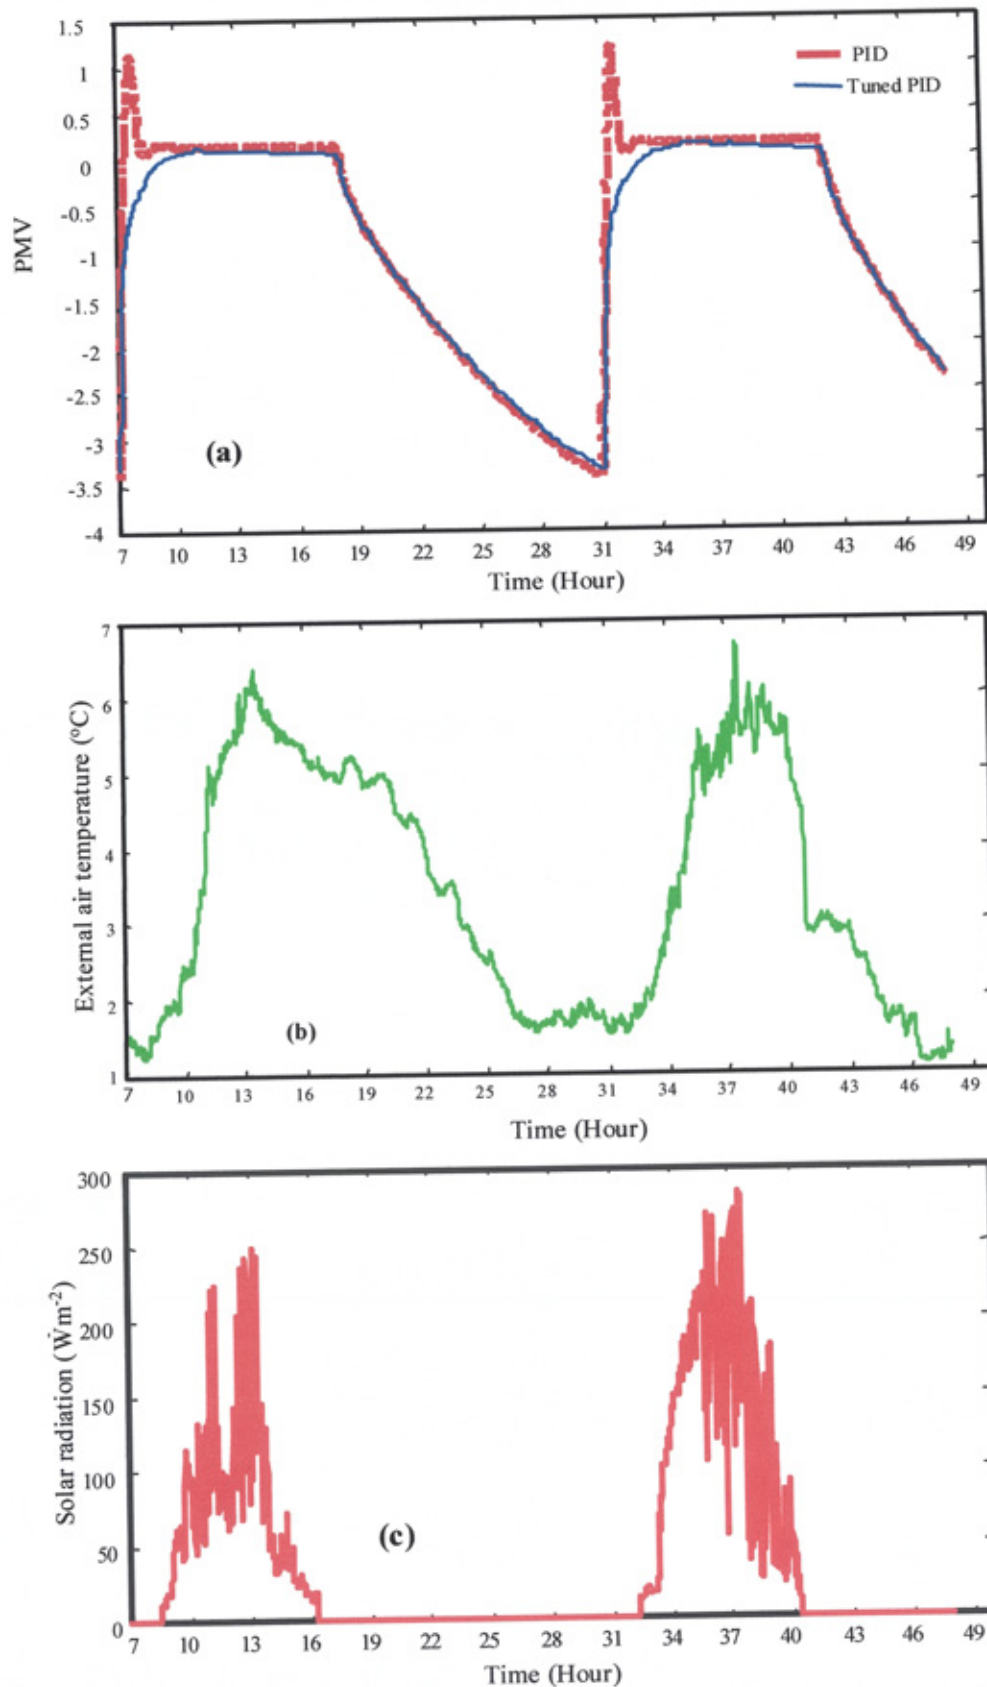 1.5
1
0.5
0
-0.5
-1
-1.5
-2
-2.5
-3
-3.5
-4
PMV
PID
Tuned PID
(a)
7 10 13 16 19 22 25 28 31 34 37 40 43 46 49
Time (Hour)
7
6
5
4
3
2
1
External air temperature (ºC)
(b)
7 10 13 16 19 22 25 28 31 34 37 40 43 46 49
Time (Hour)
300
250
200
150
100
50
0
Solar radiation (Ẇm-2)
(c)
7 10 13 16 19 22 25 28 31 34 37 40 43 46 49
Time (Hour)